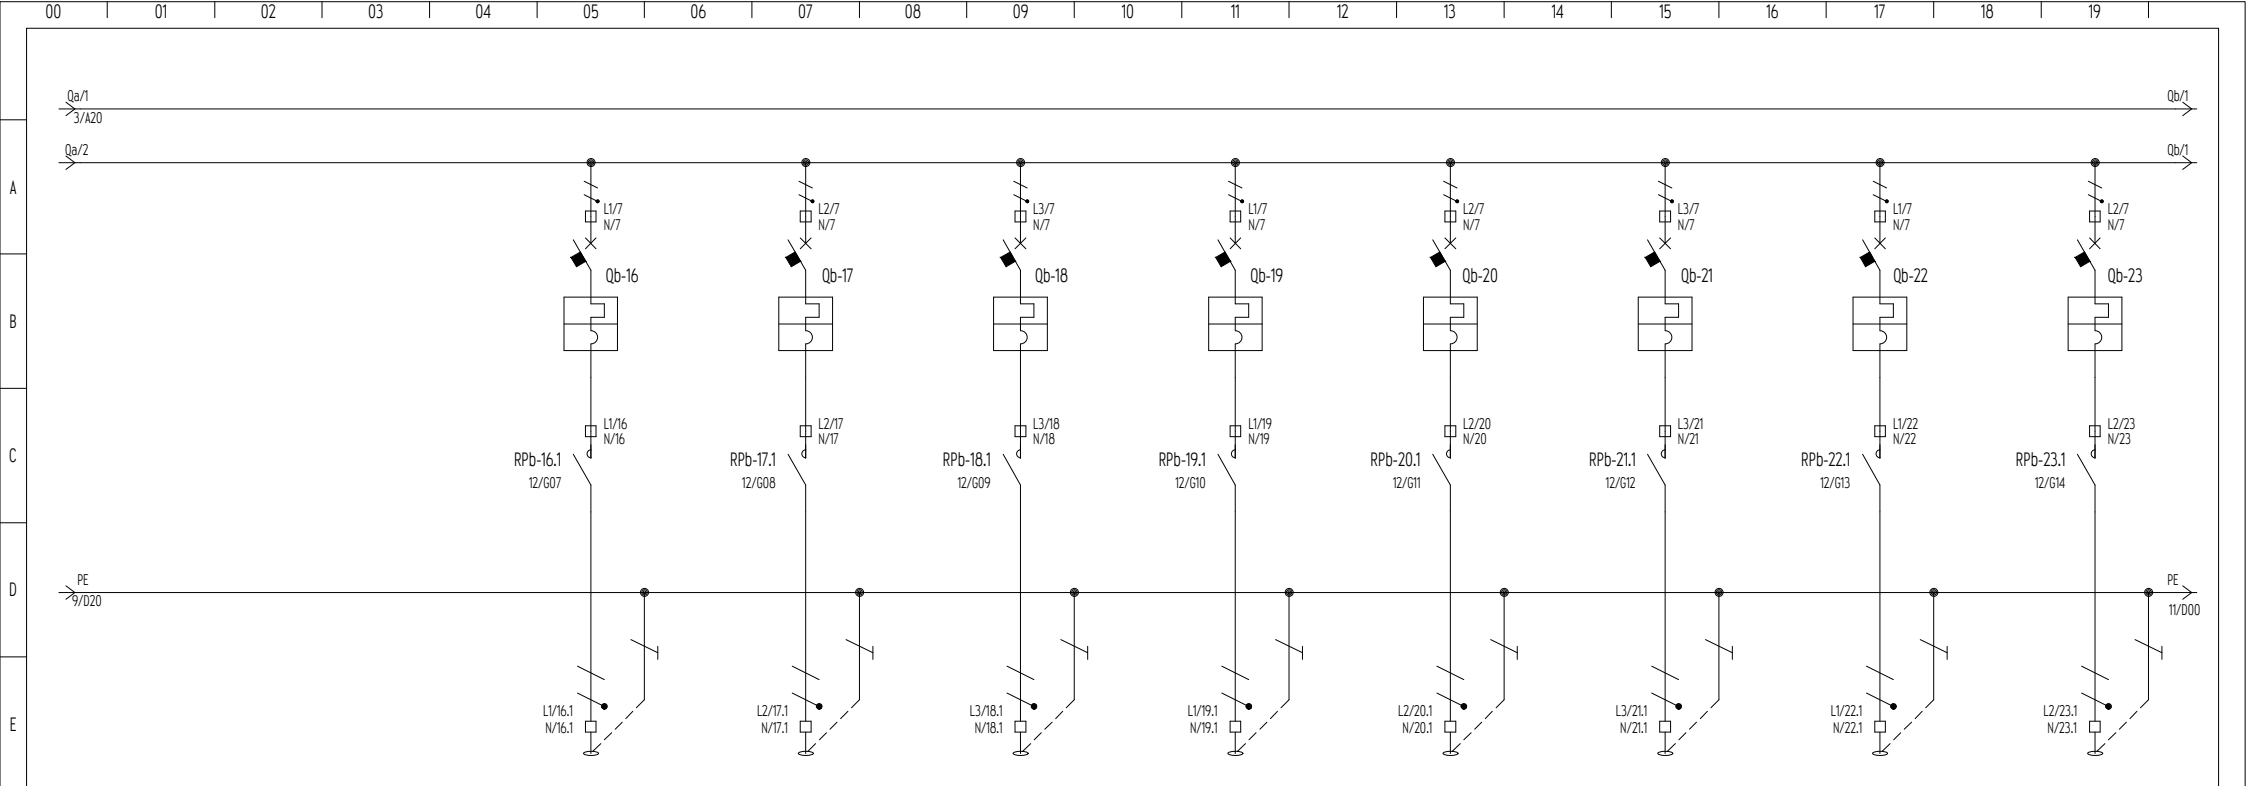 00 01 02 03 04 05 06 07 08 09 10 11 12 13 14 15 16 17 18 19
Qa/1 Qb/1
3/A20
Qa/2 Qb/1
A
L1/7 L2/7 L3/7 L1/7 L2/7 L3/7 L1/7 L2/7
N/7 N/7 N/7 N/7 N/7 N/7 N/7 N/7
Qb-16 Qb-17 Qb-18 Qb-19 Qb-20 Qb-21 Qb-22 Qb-23
B
L1/16 L2/17 L3/18 L1/19 L2/20 L3/21 L1/22 L2/23
N/16 N/17 N/18 N/19 N/20 N/21 N/22 N/23
C
RPb-16.1 RPb-17.1 RPb-18.1 RPb-19.1 RPb-20.1 RPb-21.1 RPb-22.1 RPb-23.1
12/G07 12/G08 12/G09 12/G10 12/G11 12/G12 12/G13 12/G14
PE PE
D
9/D20 11/D00
L1/16.1 L2/17.1 L3/18.1 L1/19.1 L2/20.1 L3/21.1 L1/22.1 L2/23.1
E
N/16.1 N/17.1 N/18.1 N/19.1 N/20.1 N/21.1 N/22.1 N/23.1